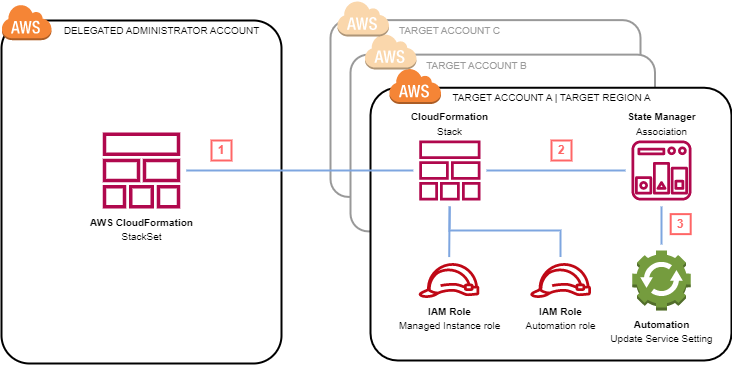 AWS
DELEGATED ADMINISTRATOR ACCOUNT
AWS
TARGET ACCOUNT C
AWS
TARGET ACCOUNT B
AWS
TARGET ACCOUNT A | TARGET REGION A
CloudFormation
Stack
State Manager
Association
1
2
AWS CloudFormation
StackSet
3
IAM Role
Managed Instance role
IAM Role
Automation role
Automation
Update Service Setting